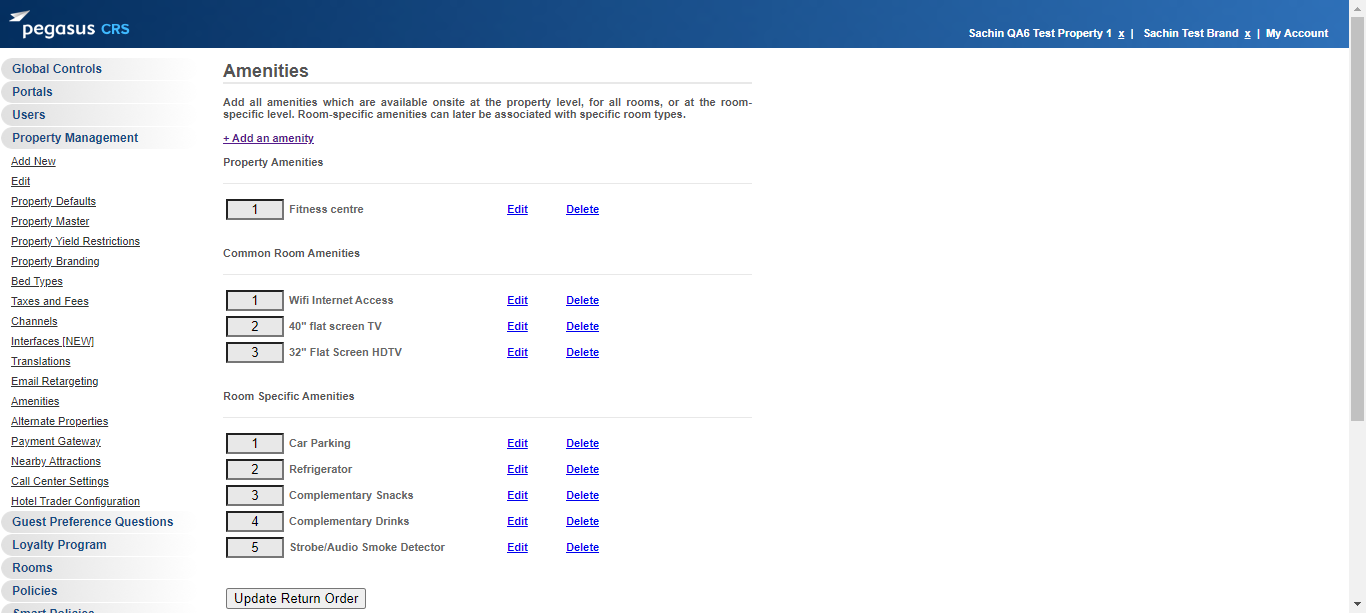 pegasus CRS
Sachin QA6 Test Property 1 x | Sachin Test Brand x | My Account
Global Controls
Portals
Users
Property Management
Add New
Edit
Property Defaults
Property Master
Property Yield Restrictions
Property Branding
Bed Types
Taxes and Fees
Channels
Interfaces [NEW]
Translations
Email Retargeting
Amenities
Alternate Properties
Payment Gateway
Nearby Attractions
Call Center Settings
Hotel Trader Configuration
Guest Preference Questions
Loyalty Program
Rooms
Policies
Smart Policies
Amenities
Add all amenities which are available onsite at the property level, for all rooms, or at the room-
specific level. Room-specific amenities can later be associated with specific room types.
+ Add an amenity
Property Amenities
1 Fitness centre Edit Delete
Common Room Amenities
1 Wifi Internet Access Edit Delete
2 40" flat screen TV Edit Delete
3 32" Flat Screen HDTV Edit Delete
Room Specific Amenities
1 Car Parking Edit Delete
2 Refrigerator Edit Delete
3 Complementary Snacks Edit Delete
4 Complementary Drinks Edit Delete
5 Strobe/Audio Smoke Detector Edit Delete
Update Return Order